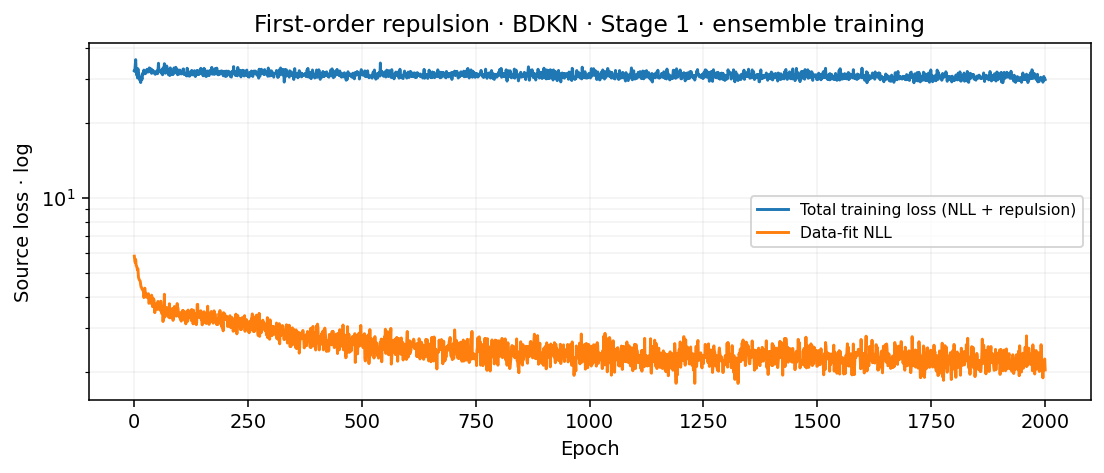 First-order repulsion · BDKN · Stage 1 · ensemble training
Source loss · log
10¹
Total training loss (NLL + repulsion)
Data-fit NLL
0 250 500 750 1000 1250 1500 1750 2000
Epoch